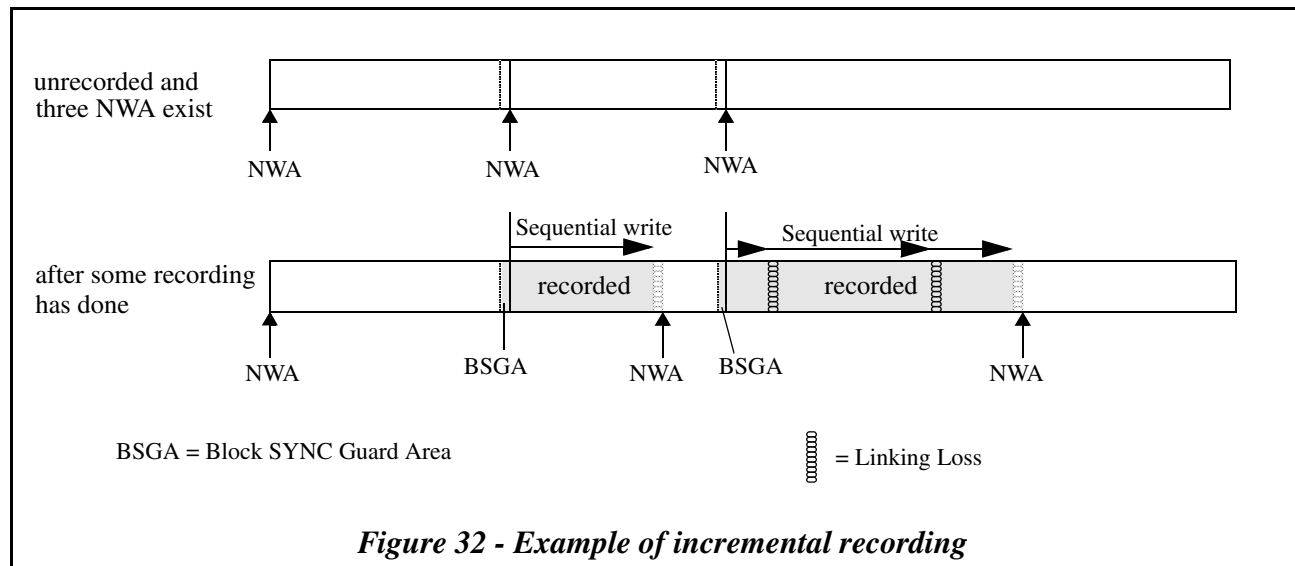 unrecorded and
three NWA exist
NWA
NWA
NWA
Sequential write
Sequential write
after some recording
has done
recorded
recorded
NWA
BSGA
NWA
BSGA
NWA
BSGA = Block SYNC Guard Area
= Linking Loss
Figure 32 - Example of incremental recording